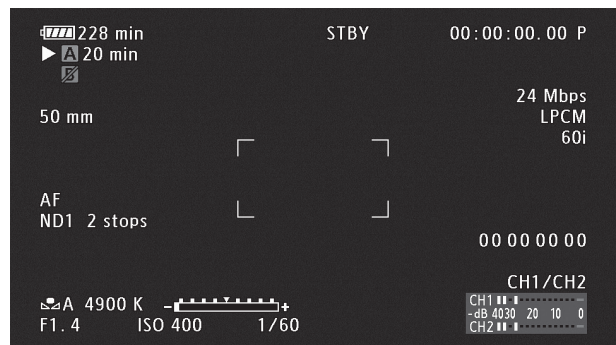 228 min STBY 00:00:00.00 P
A 20 min
B
24 Mbps
50 mm LPCM
60i
AF
ND1 2 stops
00 00 00 00
CH1/CH2
A 4900 K - +
CH1
-dB 40 30 20 10 0
CH2
F1.4 ISO 400 1/60